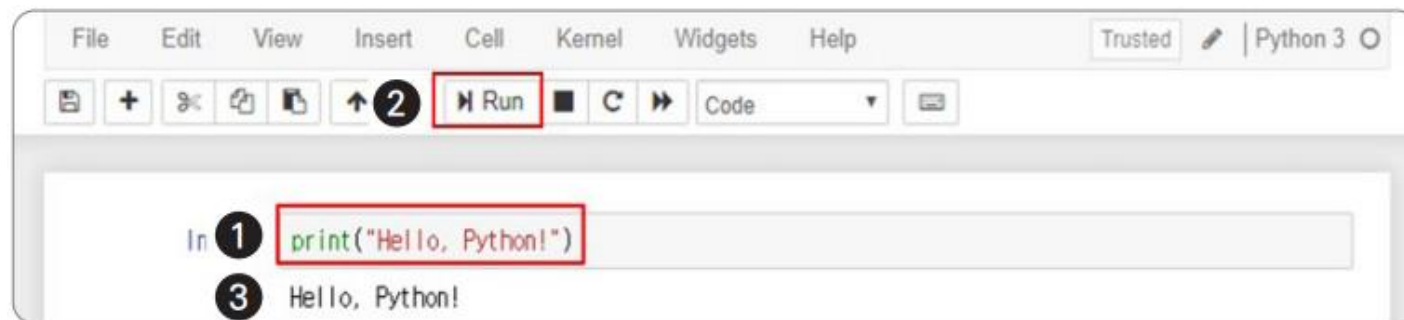 File Edit View Insert Cell Kernel Widgets Help Trusted Python 3
2 Run C Code
In 1 print("Hello, Python!")
3 Hello, Python!